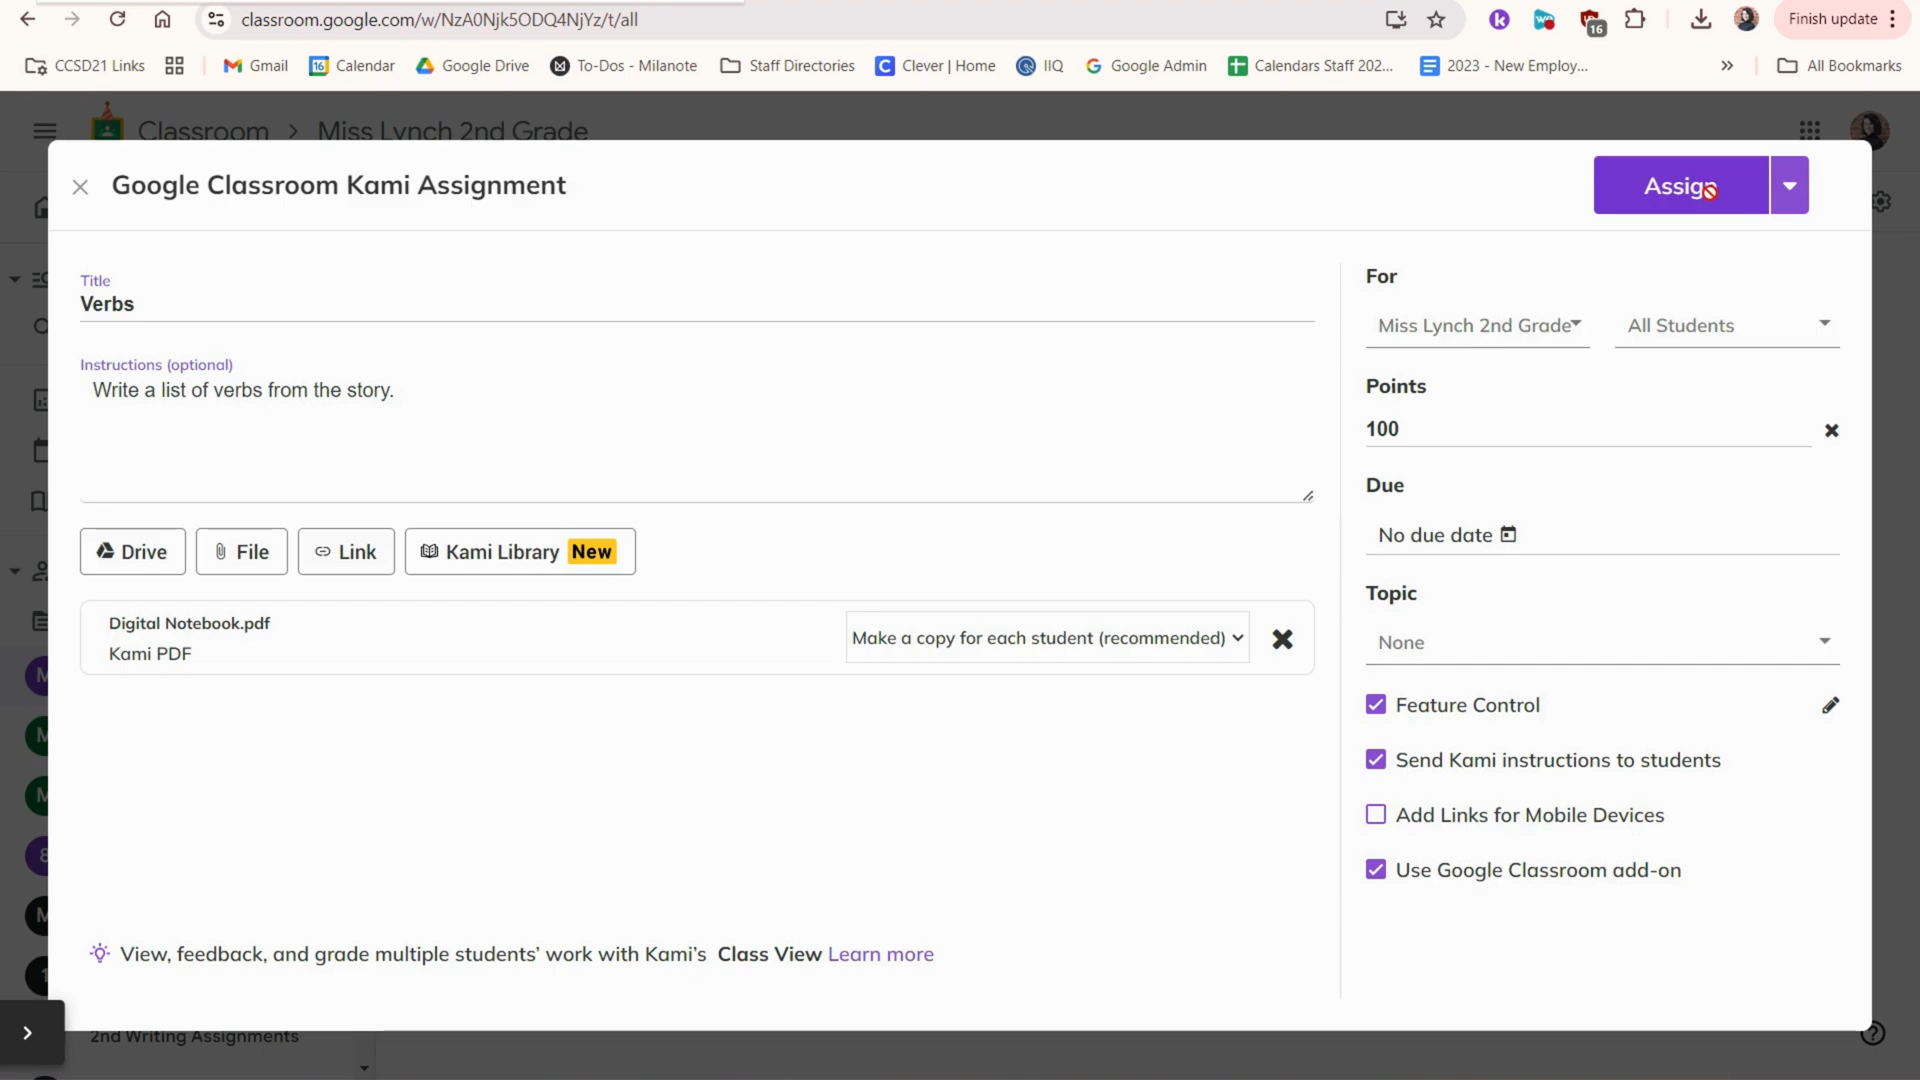 classroom.google.com/w/NzA0Njk5ODQ4NjYz/t/all
16
Finish update
CCSD21 Links
Gmail
16
Calendar
Google Drive
To-Dos - Milanote
Staff Directories
C
Clever | Home
IIQ
G
Google Admin
Calendars Staff 202...
2023 - New Employ...
»
All Bookmarks
Classroom > Miss Lynch 2nd Grade
Google Classroom Kami Assignment
Assign
Title
Verbs
Instructions (optional)
Write a list of verbs from the story.
Drive
File
Link
Kami Library New
Digital Notebook.pdf
Kami PDF
Make a copy for each student (recommended)
For
Miss Lynch 2nd Grade
All Students
Points
100
Due
No due date
Topic
None
Feature Control
Send Kami instructions to students
Add Links for Mobile Devices
Use Google Classroom add-on
View, feedback, and grade multiple students’ work with Kami’s Class View Learn more
2nd Writing Assignments